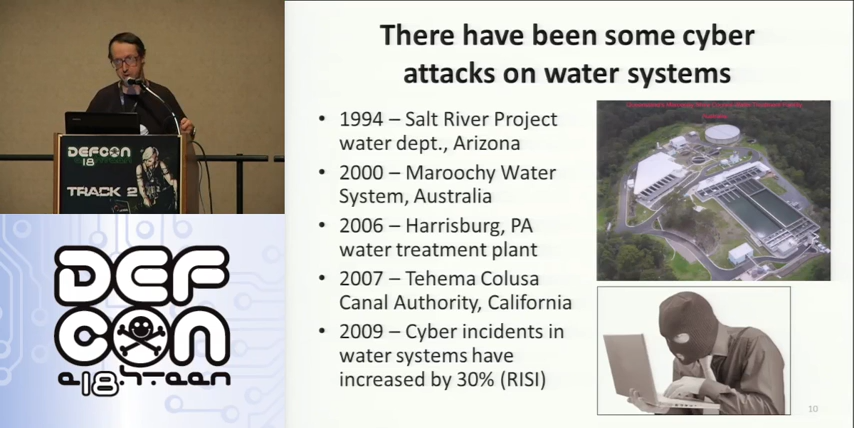 There have been some cyber
attacks on water systems
• 1994 – Salt River Project
water dept., Arizona
• 2000 – Maroochy Water
System, Australia
• 2006 – Harrisburg, PA
water treatment plant
• 2007 – Tehema Colusa
Canal Authority, California
• 2009 – Cyber incidents in
water systems have
increased by 30% (RISI)
10
DEFCON
18
TRACK 2
DEF
CON
e18hteen